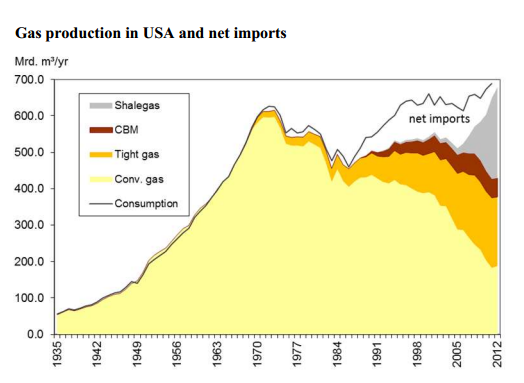 Gas production in USA and net imports
Mrd. m³/yr
700.0
600.0
500.0
400.0
300.0
200.0
100.0
0.0
Shalegas
CBM
Tight gas
Conv. gas
Consumption
net imports
1935
1942
1949
1956
1963
1970
1977
1984
1991
1998
2005
2012